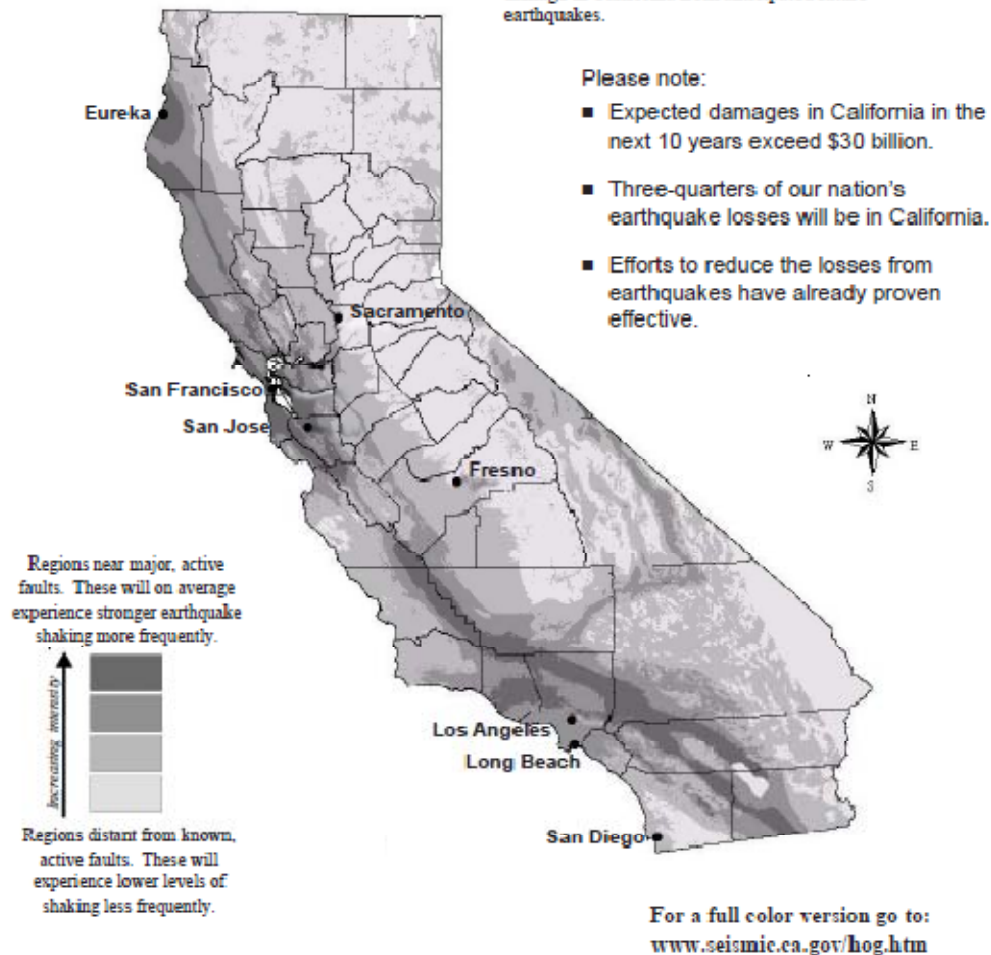 earthquakes.
Please note:
■ Expected damages in California in the
next 10 years exceed $30 billion.
■ Three-quarters of our nation's
earthquake losses will be in California.
■ Efforts to reduce the losses from
earthquakes have already proven
effective.
Eureka
Sacramento
San Francisco
San Jose
Fresno
N
W E
S
Regions near major, active
faults. These will on average
experience stronger earthquake
shaking more frequently.
Increasing intensity
Regions distant from known,
active faults. These will
experience lower levels of
shaking less frequently.
Los Angeles
Long Beach
San Diego
For a full color version go to:
www.seismic.ca.gov/hog.htm